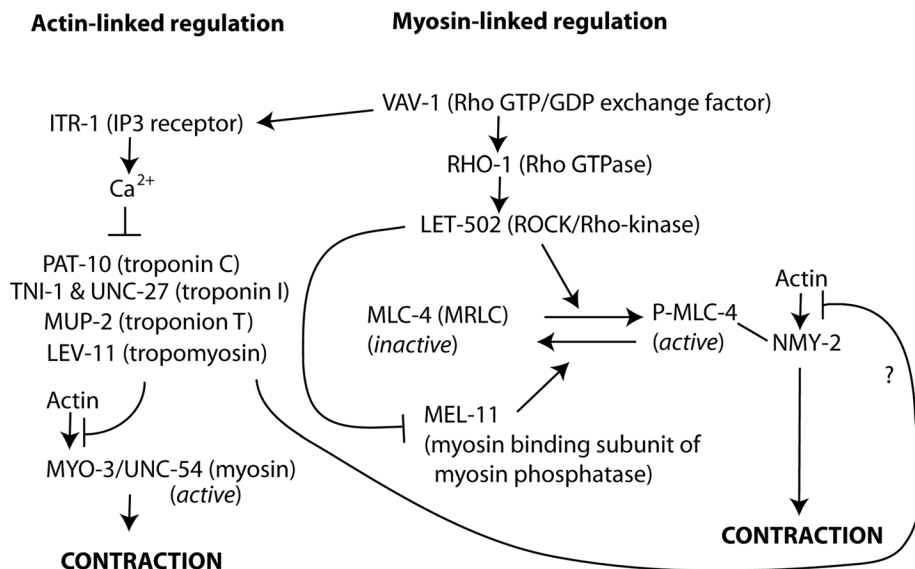 Actin-linked regulation
Myosin-linked regulation
VAV-1 (Rho GTP/GDP exchange factor)
ITR-1 (IP3 receptor)
RHO-1 (Rho GTPase)
Ca2+
LET-502 (ROCK/Rho-kinase)
PAT-10 (troponin C)
TNI-1 & UNC-27 (troponin I)
MUP-2 (troponion T)
LEV-11 (tropomyosin)
MLC-4 (MRLC)
(inactive)
P-MLC-4
(active)
Actin
NMY-2
?
Actin
MEL-11
(myosin binding subunit of
myosin phosphatase)
MYO-3/UNC-54 (myosin)
(active)
CONTRACTION
CONTRACTION